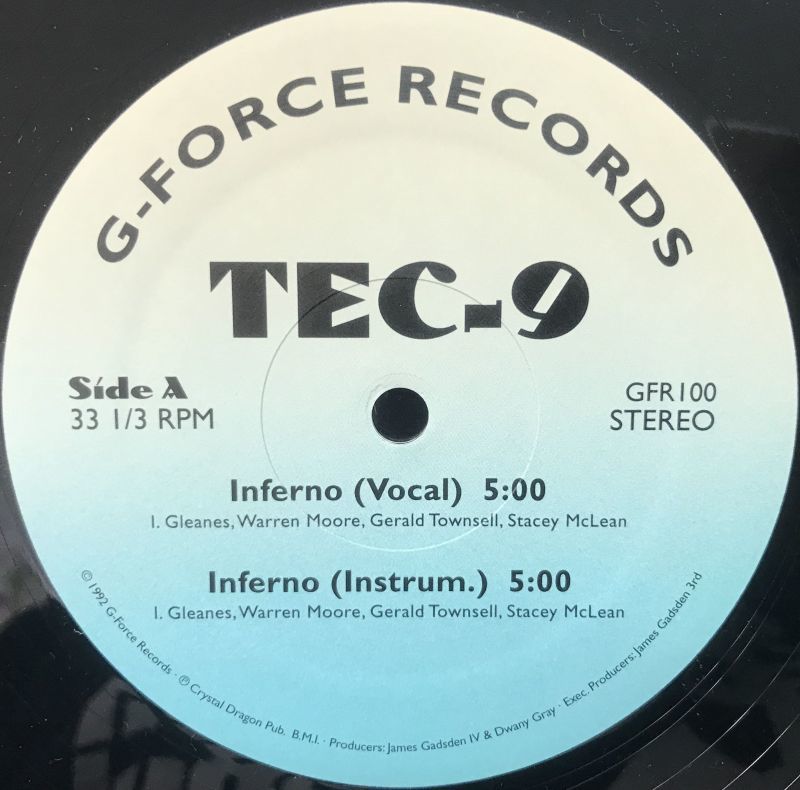 G-FORCE RECORDS
TEC-9
Side A
33 1/3 RPM
GFR100
STEREO
Inferno (Vocal) 5:00
I. Gleanes, Warren Moore, Gerald Townsell, Stacey McLean
Inferno (Instrum.) 5:00
I. Gleanes, Warren Moore, Gerald Townsell, Stacey McLean
© 1992 G-Force Records · ℗ Crystal Dragon Pub. B.M.I. · Producers: James Gadsden IV & Dwany Gray · Exec. Producers: James Gadsden 3rd